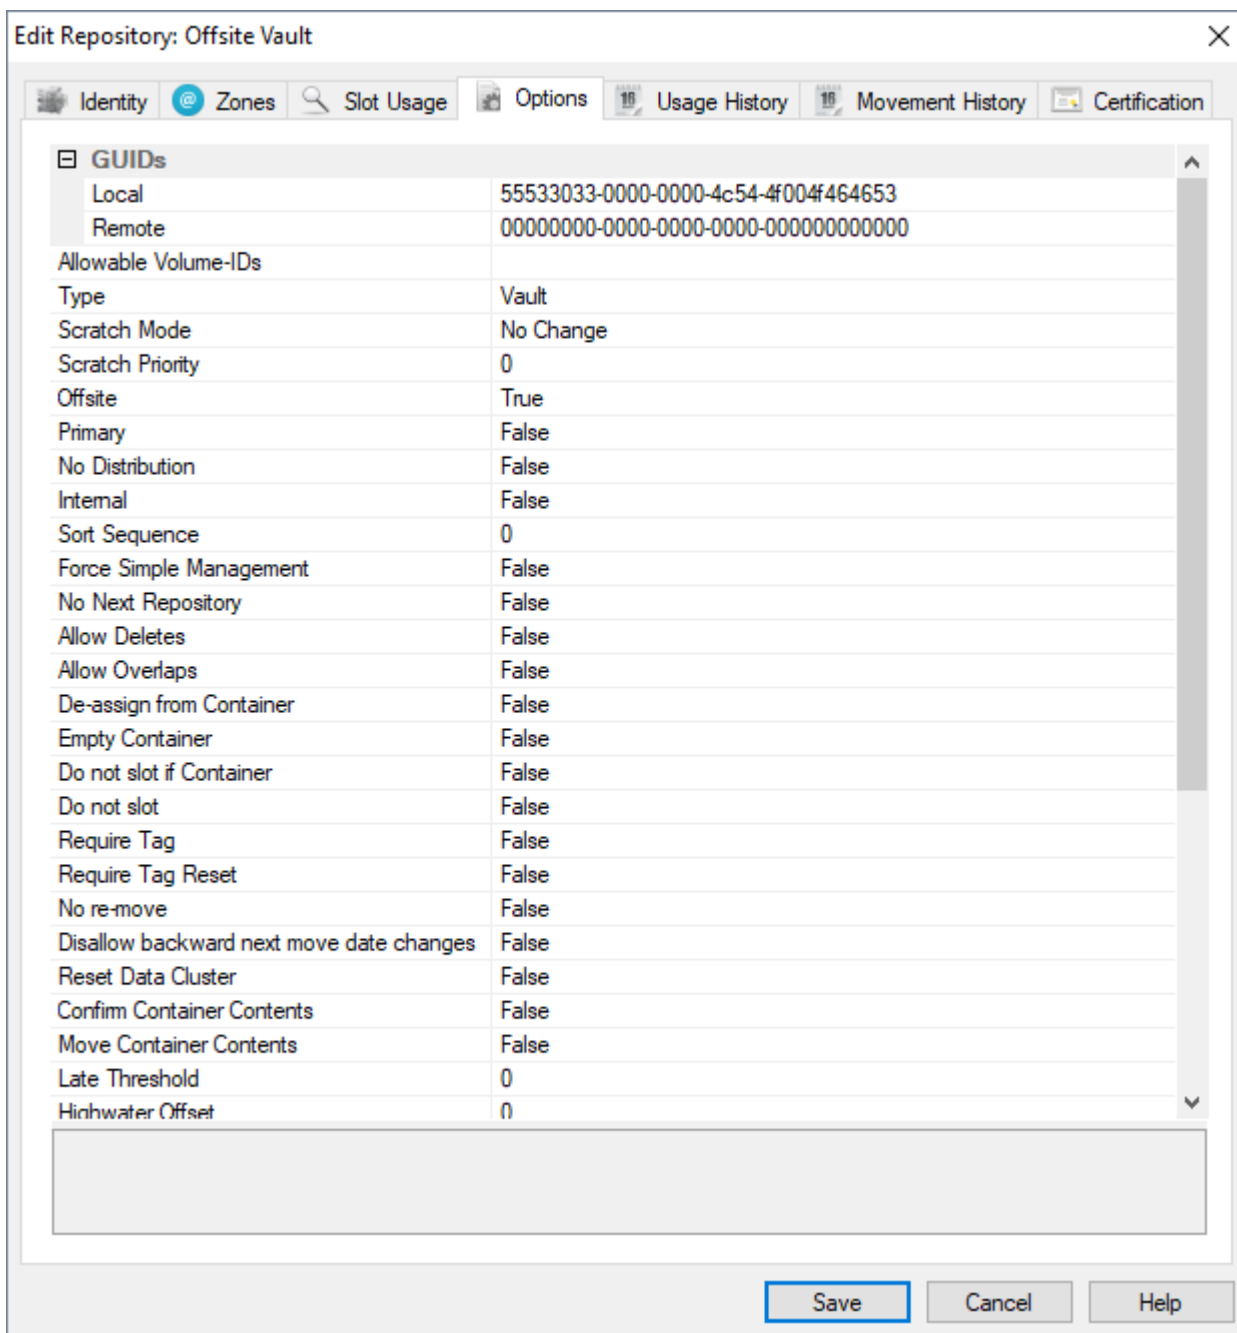 Edit Repository: Offsite Vault
Identity Zones Slot Usage Options Usage History Movement History Certification
GUIDs
Local 55533033-0000-0000-4c54-4f004f464653
Remote 00000000-0000-0000-0000-000000000000
Allowable Volume-IDs
Type Vault
Scratch Mode No Change
Scratch Priority 0
Offsite True
Primary False
No Distribution False
Internal False
Sort Sequence 0
Force Simple Management False
No Next Repository False
Allow Deletes False
Allow Overlaps False
De-assign from Container False
Empty Container False
Do not slot if Container False
Do not slot False
Require Tag False
Require Tag Reset False
No re-move False
Disallow backward next move date changes False
Reset Data Cluster False
Confirm Container Contents False
Move Container Contents False
Late Threshold 0
Highwater Offset 0
Save Cancel Help